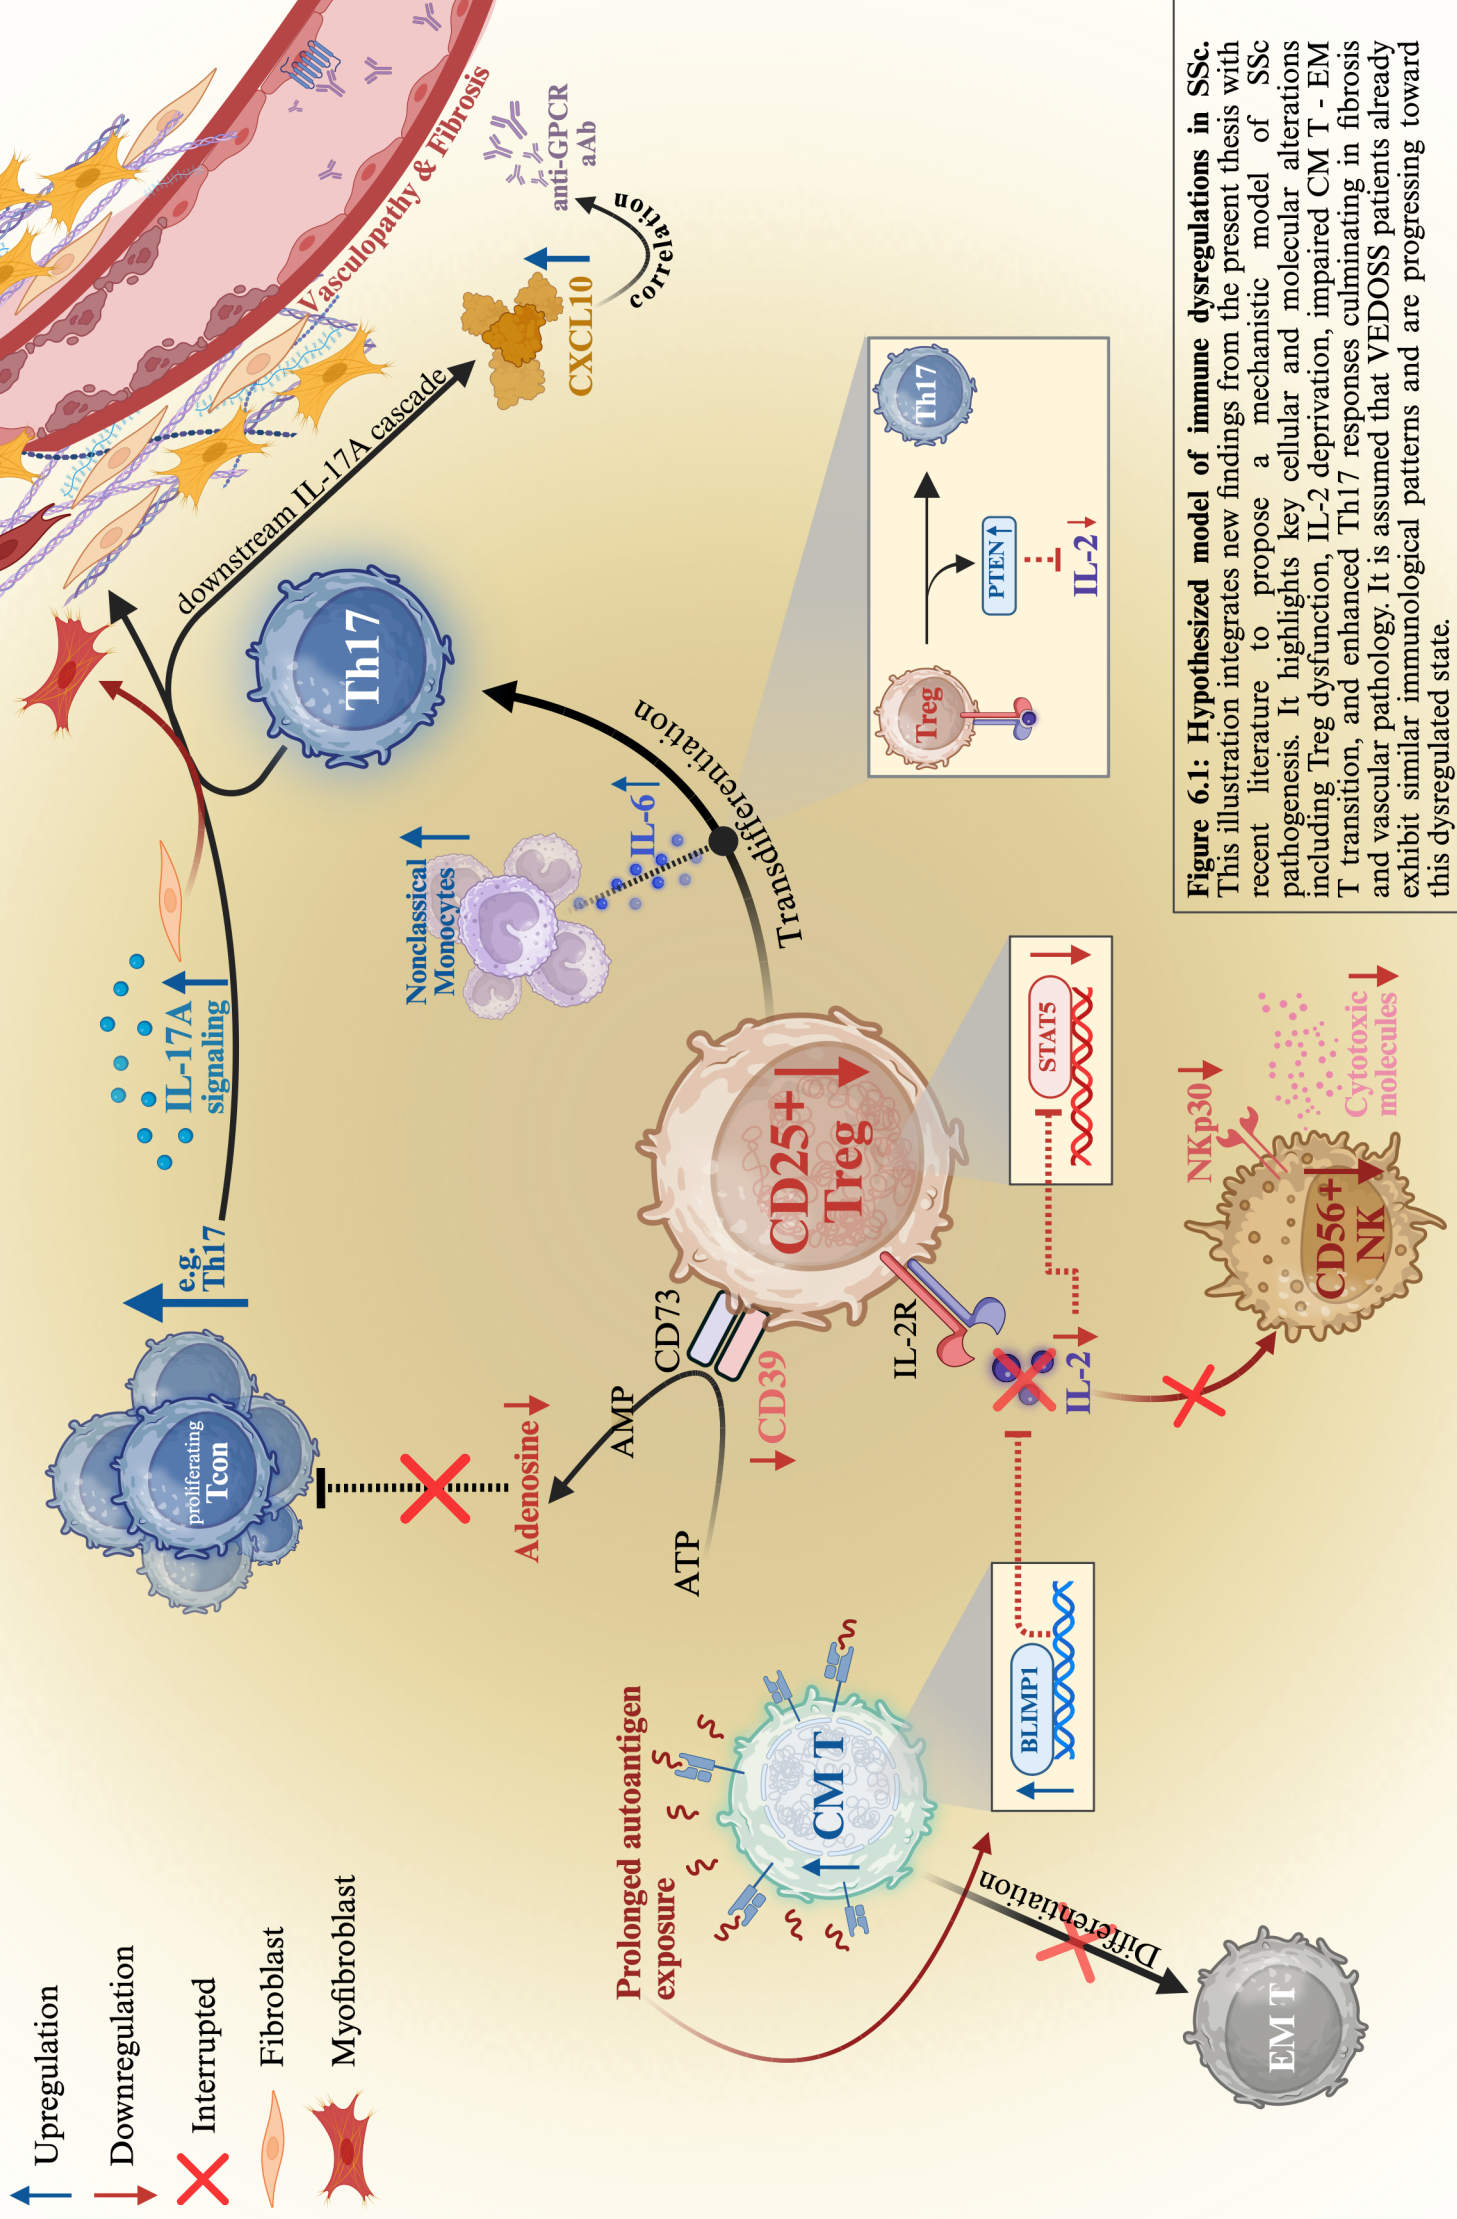 Upregulation
Downregulation
Interrupted
Fibroblast
Myofibroblast
proliferating
Tcon
e.g.
Th17
IL-17A
signaling
downstream IL-17A cascade
Vasculopathy & Fibrosis
anti-GPCR
aAb
correlation
CXCL10
Th17
Nonclassical
Monocytes
IL-6
Transdifferentiation
Adenosine
AMP
ATP
CD73
CD39
CD25+
Treg
IL-2R
IL-2
STAT5
Treg
PTEN
IL-2
Th17
Prolonged autoantigen
exposure
CM T
BLIMP1
Differentiation
EM T
NKp30
CD56+
NK
Cytotoxic
molecules
Figure 6.1: Hypothesized model of immune dysregulations in SSc.
This illustration integrates new findings from the present thesis with
recent literature to propose a mechanistic model of SSc
pathogenesis. It highlights key cellular and molecular alterations
including Treg dysfunction, IL-2 deprivation, impaired CM T - EM
T transition, and enhanced Th17 responses culminating in fibrosis
and vascular pathology. It is assumed that VEDOSS patients already
exhibit similar immunological patterns and are progressing toward
this dysregulated state.